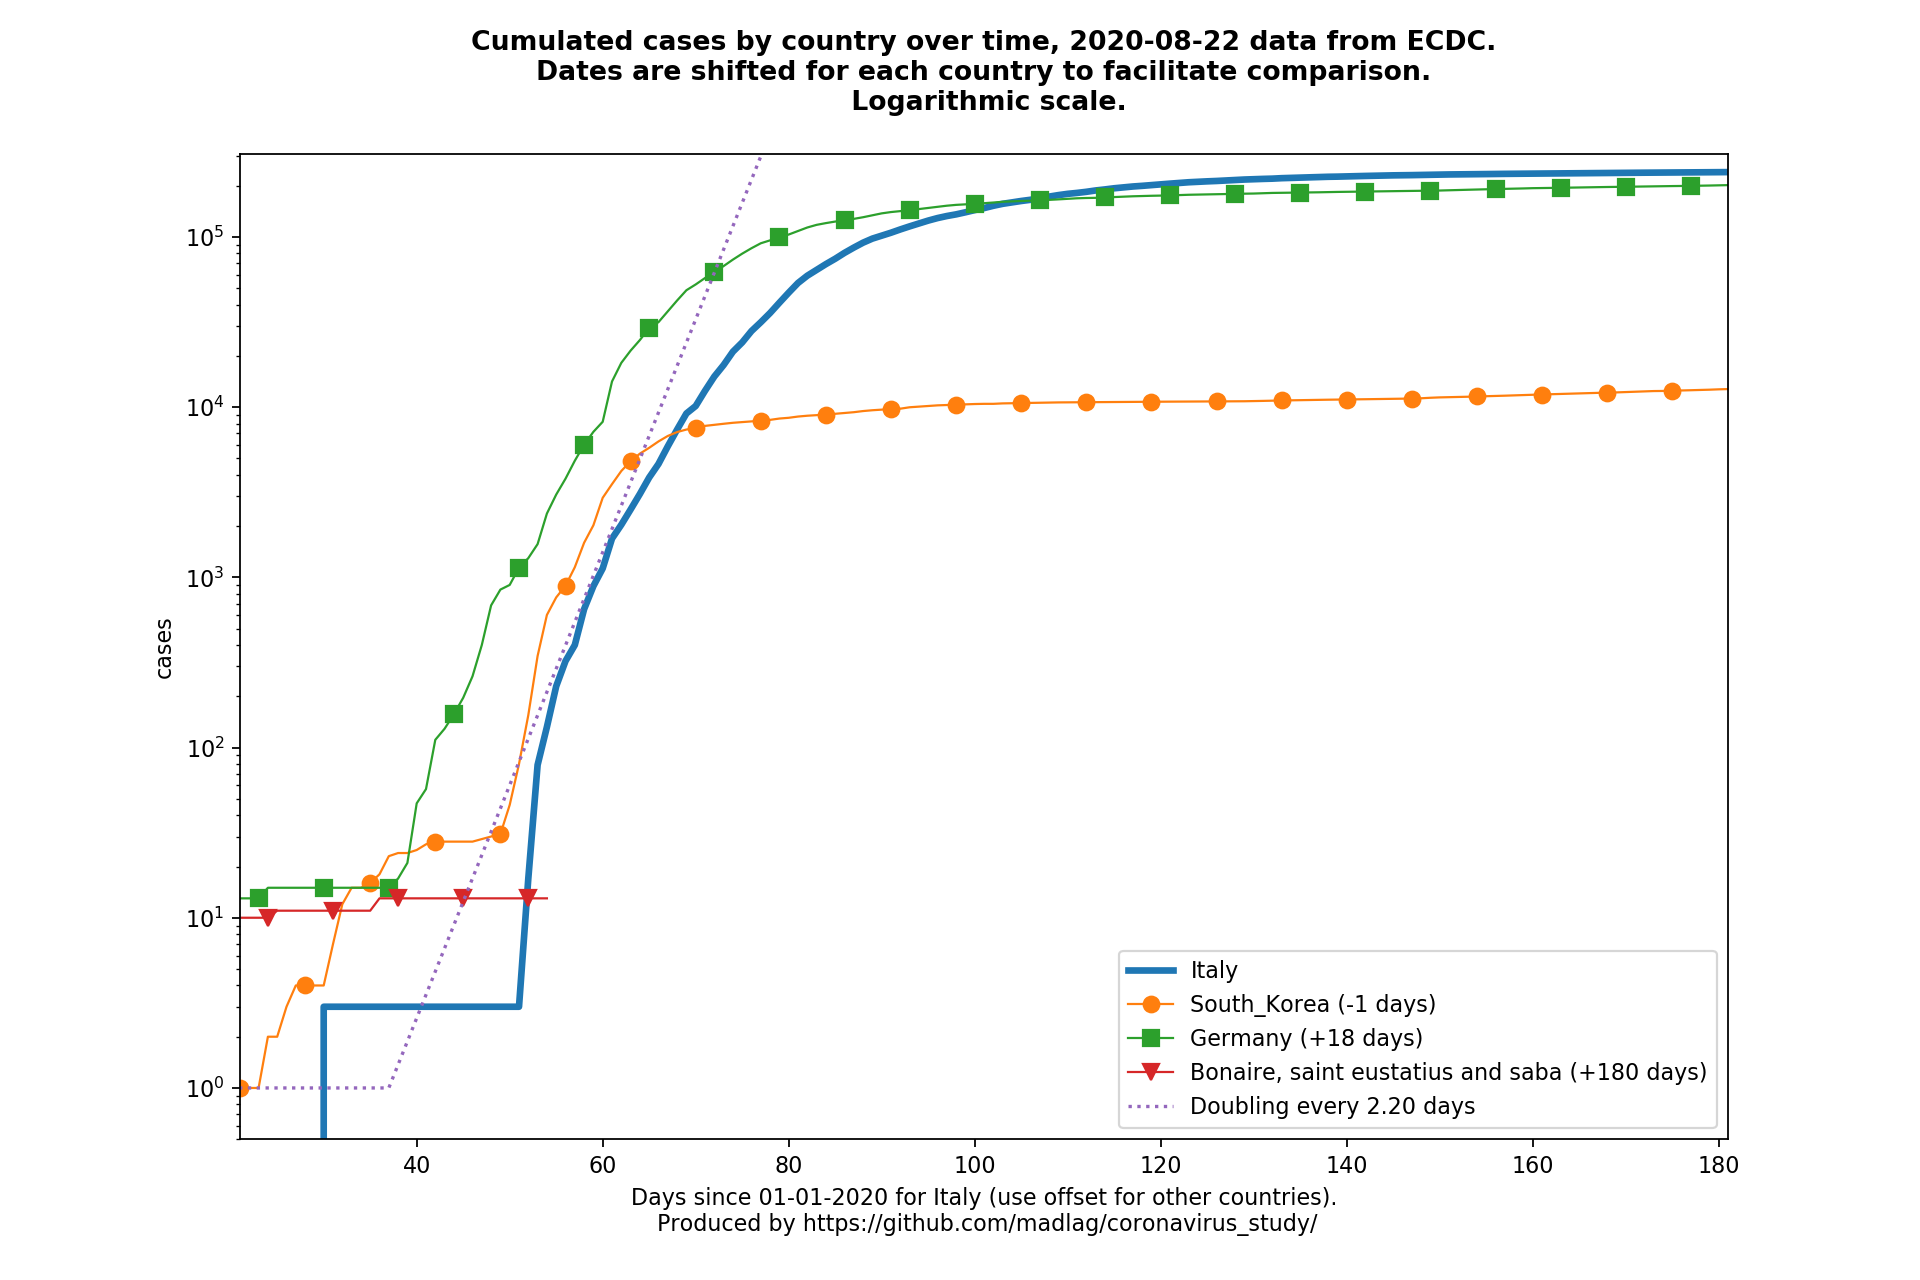 Cumulated cases by country over time, 2020-08-22 data from ECDC.
Dates are shifted for each country to facilitate comparison.
Logarithmic scale.
10^5
10^4
10^3
10^2
10^1
10^0
cases
Italy
South_Korea (-1 days)
Germany (+18 days)
Bonaire, saint eustatius and saba (+180 days)
Doubling every 2.20 days
40 60 80 100 120 140 160 180
Days since 01-01-2020 for Italy (use offset for other countries).
Produced by https://github.com/madlag/coronavirus_study/